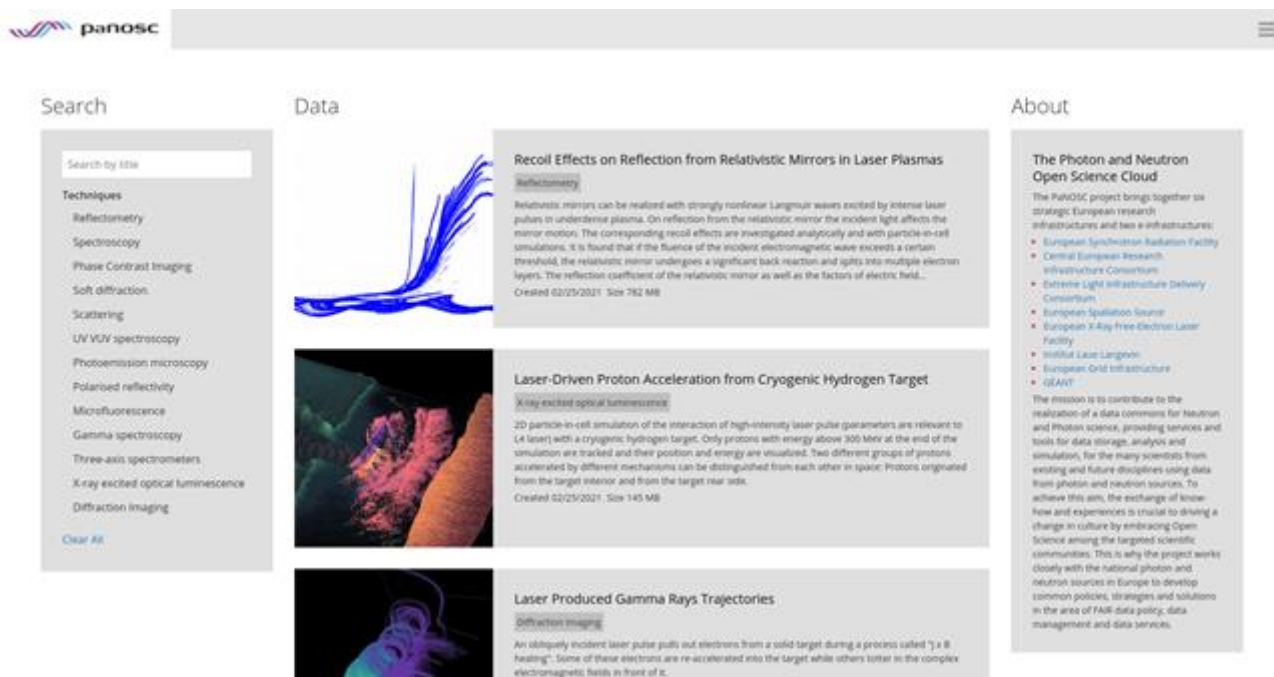 panosc
Search
Search by title
Techniques
Reflectometry
Spectroscopy
Phase Contrast Imaging
Soft diffraction
Scattering
UV VUV spectroscopy
Photoemission microscopy
Polarised reflectivity
Microfluorescence
Gamma spectroscopy
Three-axis spectrometers
X-ray excited optical luminescence
Diffraction Imaging
Clear All
Data
Recoil Effects on Reflection from Relativistic Mirrors in Laser Plasmas
Reflectometry
Relativistic mirrors can be realized with strongly nonlinear Langmuir waves excited by intense laser
pulses in underdense plasma. On reflection from the relativistic mirror the incident light affects the
mirror motion. The corresponding recoil effects are investigated analytically and with particle-in-cell
simulations. It is found that if the fluence of the incident electromagnetic wave exceeds a certain
threshold, the relativistic mirror undergoes a significant back reaction and splits into multiple electron
layers. The reflection coefficient of the relativistic mirror as well as the factors of electric field...
Created 02/25/2021 Size 782 MB
Laser-Driven Proton Acceleration from Cryogenic Hydrogen Target
X-ray excited optical luminescence
2D particle-in-cell simulation of the interaction of high-intensity laser pulse (parameters are relevant to
L4 laser) with a cryogenic hydrogen target. Only protons with energy above 300 MeV at the end of the
simulation are tracked and their position and energy are visualized. Two different groups of protons
accelerated by different mechanisms can be distinguished from each other in space: Protons originated
from the target interior and from the target rear side.
Created 02/25/2021 Size 145 MB
Laser Produced Gamma Rays Trajectories
Diffraction Imaging
An obliquely incident laser pulse pulls out electrons from a solid target during a process called "j x B
heating". Some of these electrons are re-accelerated into the target while others totter in the complex
electromagnetic fields in front of it.
About
The Photon and Neutron
Open Science Cloud
The PaNOSC project brings together six
strategic European research
infrastructures and two e-infrastructures:
European Synchrotron Radiation Facility
Central European Research
Infrastructure Consortium
Extreme Light Infrastructure Delivery
Consortium
European Spallation Source
European X-Ray Free-Electron Laser
Facility
Institut Laue Langevin
European Grid Infrastructure
GÉANT
The mission is to contribute to the
realization of a data commons for Neutron
and Photon science, providing services and
tools for data storage, analysis and
simulation, for the many scientists from
existing and future disciplines using data
from photon and neutron sources. To
achieve this aim, the exchange of know-
how and experiences is crucial to driving a
change in culture by embracing Open
Science among the targeted scientific
communities. This is why the project works
closely with the national photon and
neutron sources in Europe to develop
common policies, strategies and solutions
in the area of FAIR data policy, data
management and data services.